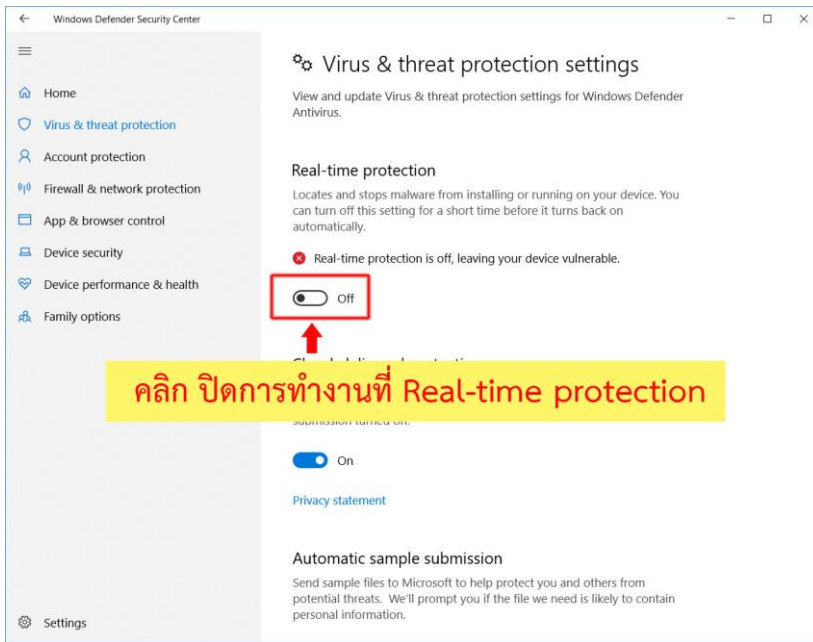 Windows Defender Security Center
Home
Virus & threat protection
Account protection
Firewall & network protection
App & browser control
Device security
Device performance & health
Family options
Settings
Virus & threat protection settings
View and update Virus & threat protection settings for Windows Defender
Antivirus.
Real-time protection
Locates and stops malware from installing or running on your device. You
can turn off this setting for a short time before it turns back on
automatically.
Real-time protection is off, leaving your device vulnerable.
Off
คลิก ปิดการทำงานที่ Real-time protection
submission turned on.
On
Privacy statement
Automatic sample submission
Send sample files to Microsoft to help protect you and others from
potential threats. We'll prompt you if the file we need is likely to contain
personal information.